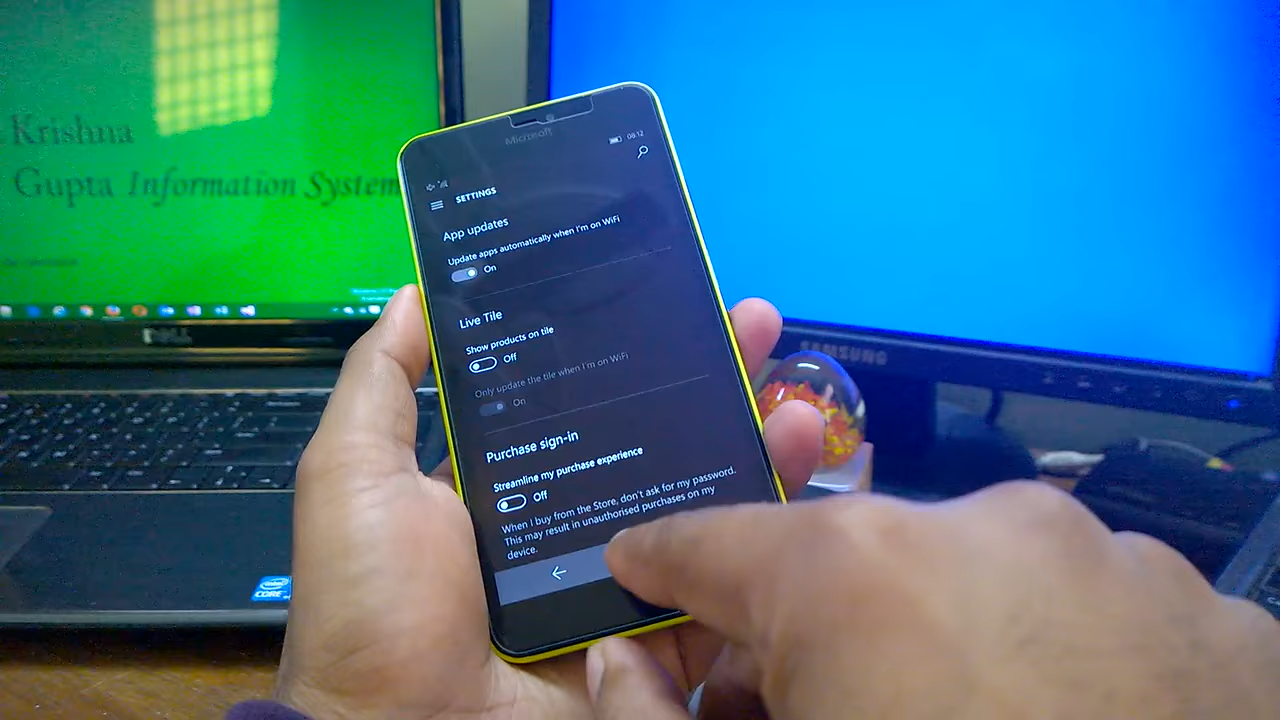 Krishna
Gupta Information System
Microsoft
08:12
SETTINGS
App updates
Update apps automatically when I'm on WiFi
On
Live Tile
Show products on tile
Off
Only update the tile when I'm on WiFi
On
Purchase sign-in
Streamline my purchase experience
Off
When I buy from the Store, don't ask for my password.
This may result in unauthorised purchases on my
device.
DELL
SAMSUNG
intel
CORE